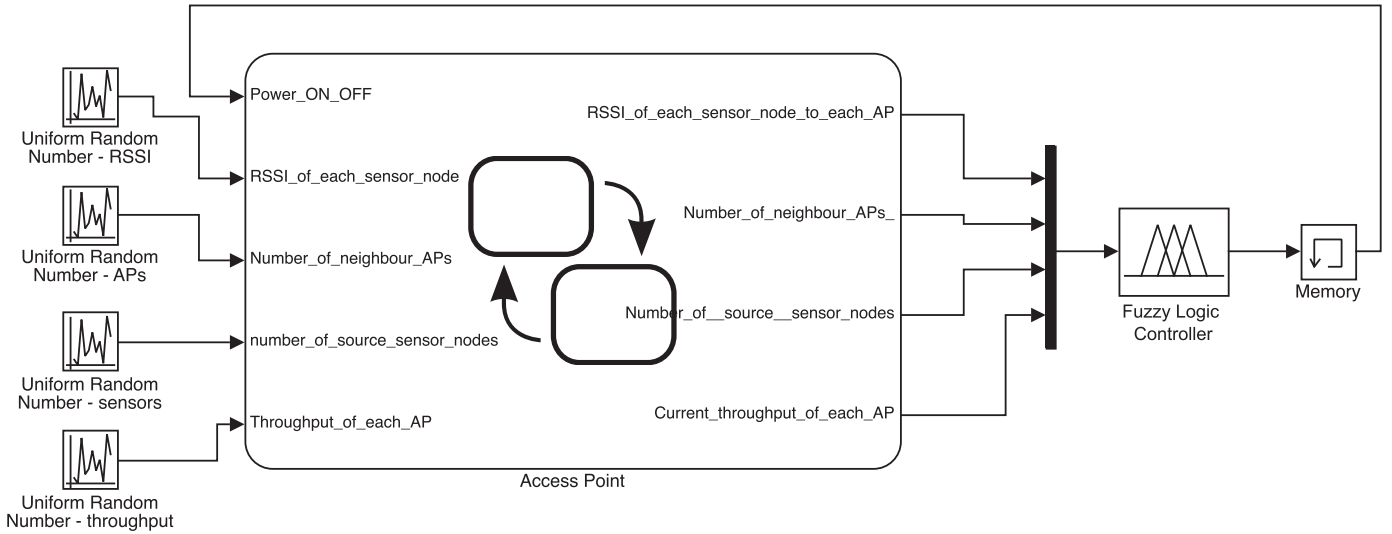 Power_ON_OFF
RSSI_of_each_sensor_node_to_each_AP
Uniform Random
Number - RSSI
RSSI_of_each_sensor_node
Number_of_neighbour_APs_
Uniform Random
Number - APs
Number_of_neighbour_APs
Memory
Number_of__source__sensor_nodes
Fuzzy Logic
Controller
number_of_source_sensor_nodes
Uniform Random
Number - sensors
Current_throughput_of_each_AP
Throughput_of_each_AP
Access Point
Uniform Random
Number - throughput